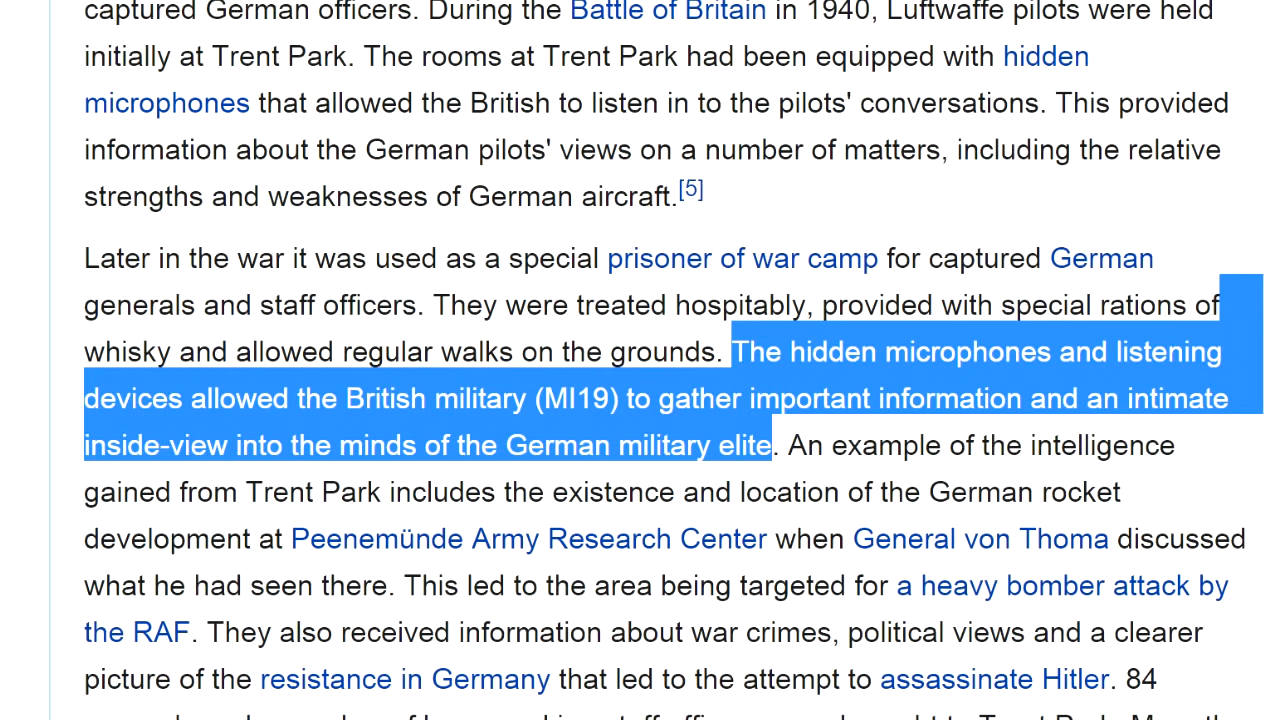 captured German officers. During the Battle of Britain in 1940, Luftwaffe pilots were held
initially at Trent Park. The rooms at Trent Park had been equipped with hidden
microphones that allowed the British to listen in to the pilots' conversations. This provided
information about the German pilots' views on a number of matters, including the relative
strengths and weaknesses of German aircraft.[5]
Later in the war it was used as a special prisoner of war camp for captured German
generals and staff officers. They were treated hospitably, provided with special rations of
whisky and allowed regular walks on the grounds. The hidden microphones and listening
devices allowed the British military (MI19) to gather important information and an intimate
inside-view into the minds of the German military elite. An example of the intelligence
gained from Trent Park includes the existence and location of the German rocket
development at Peenemünde Army Research Center when General von Thoma discussed
what he had seen there. This led to the area being targeted for a heavy bomber attack by
the RAF. They also received information about war crimes, political views and a clearer
picture of the resistance in Germany that led to the attempt to assassinate Hitler. 84